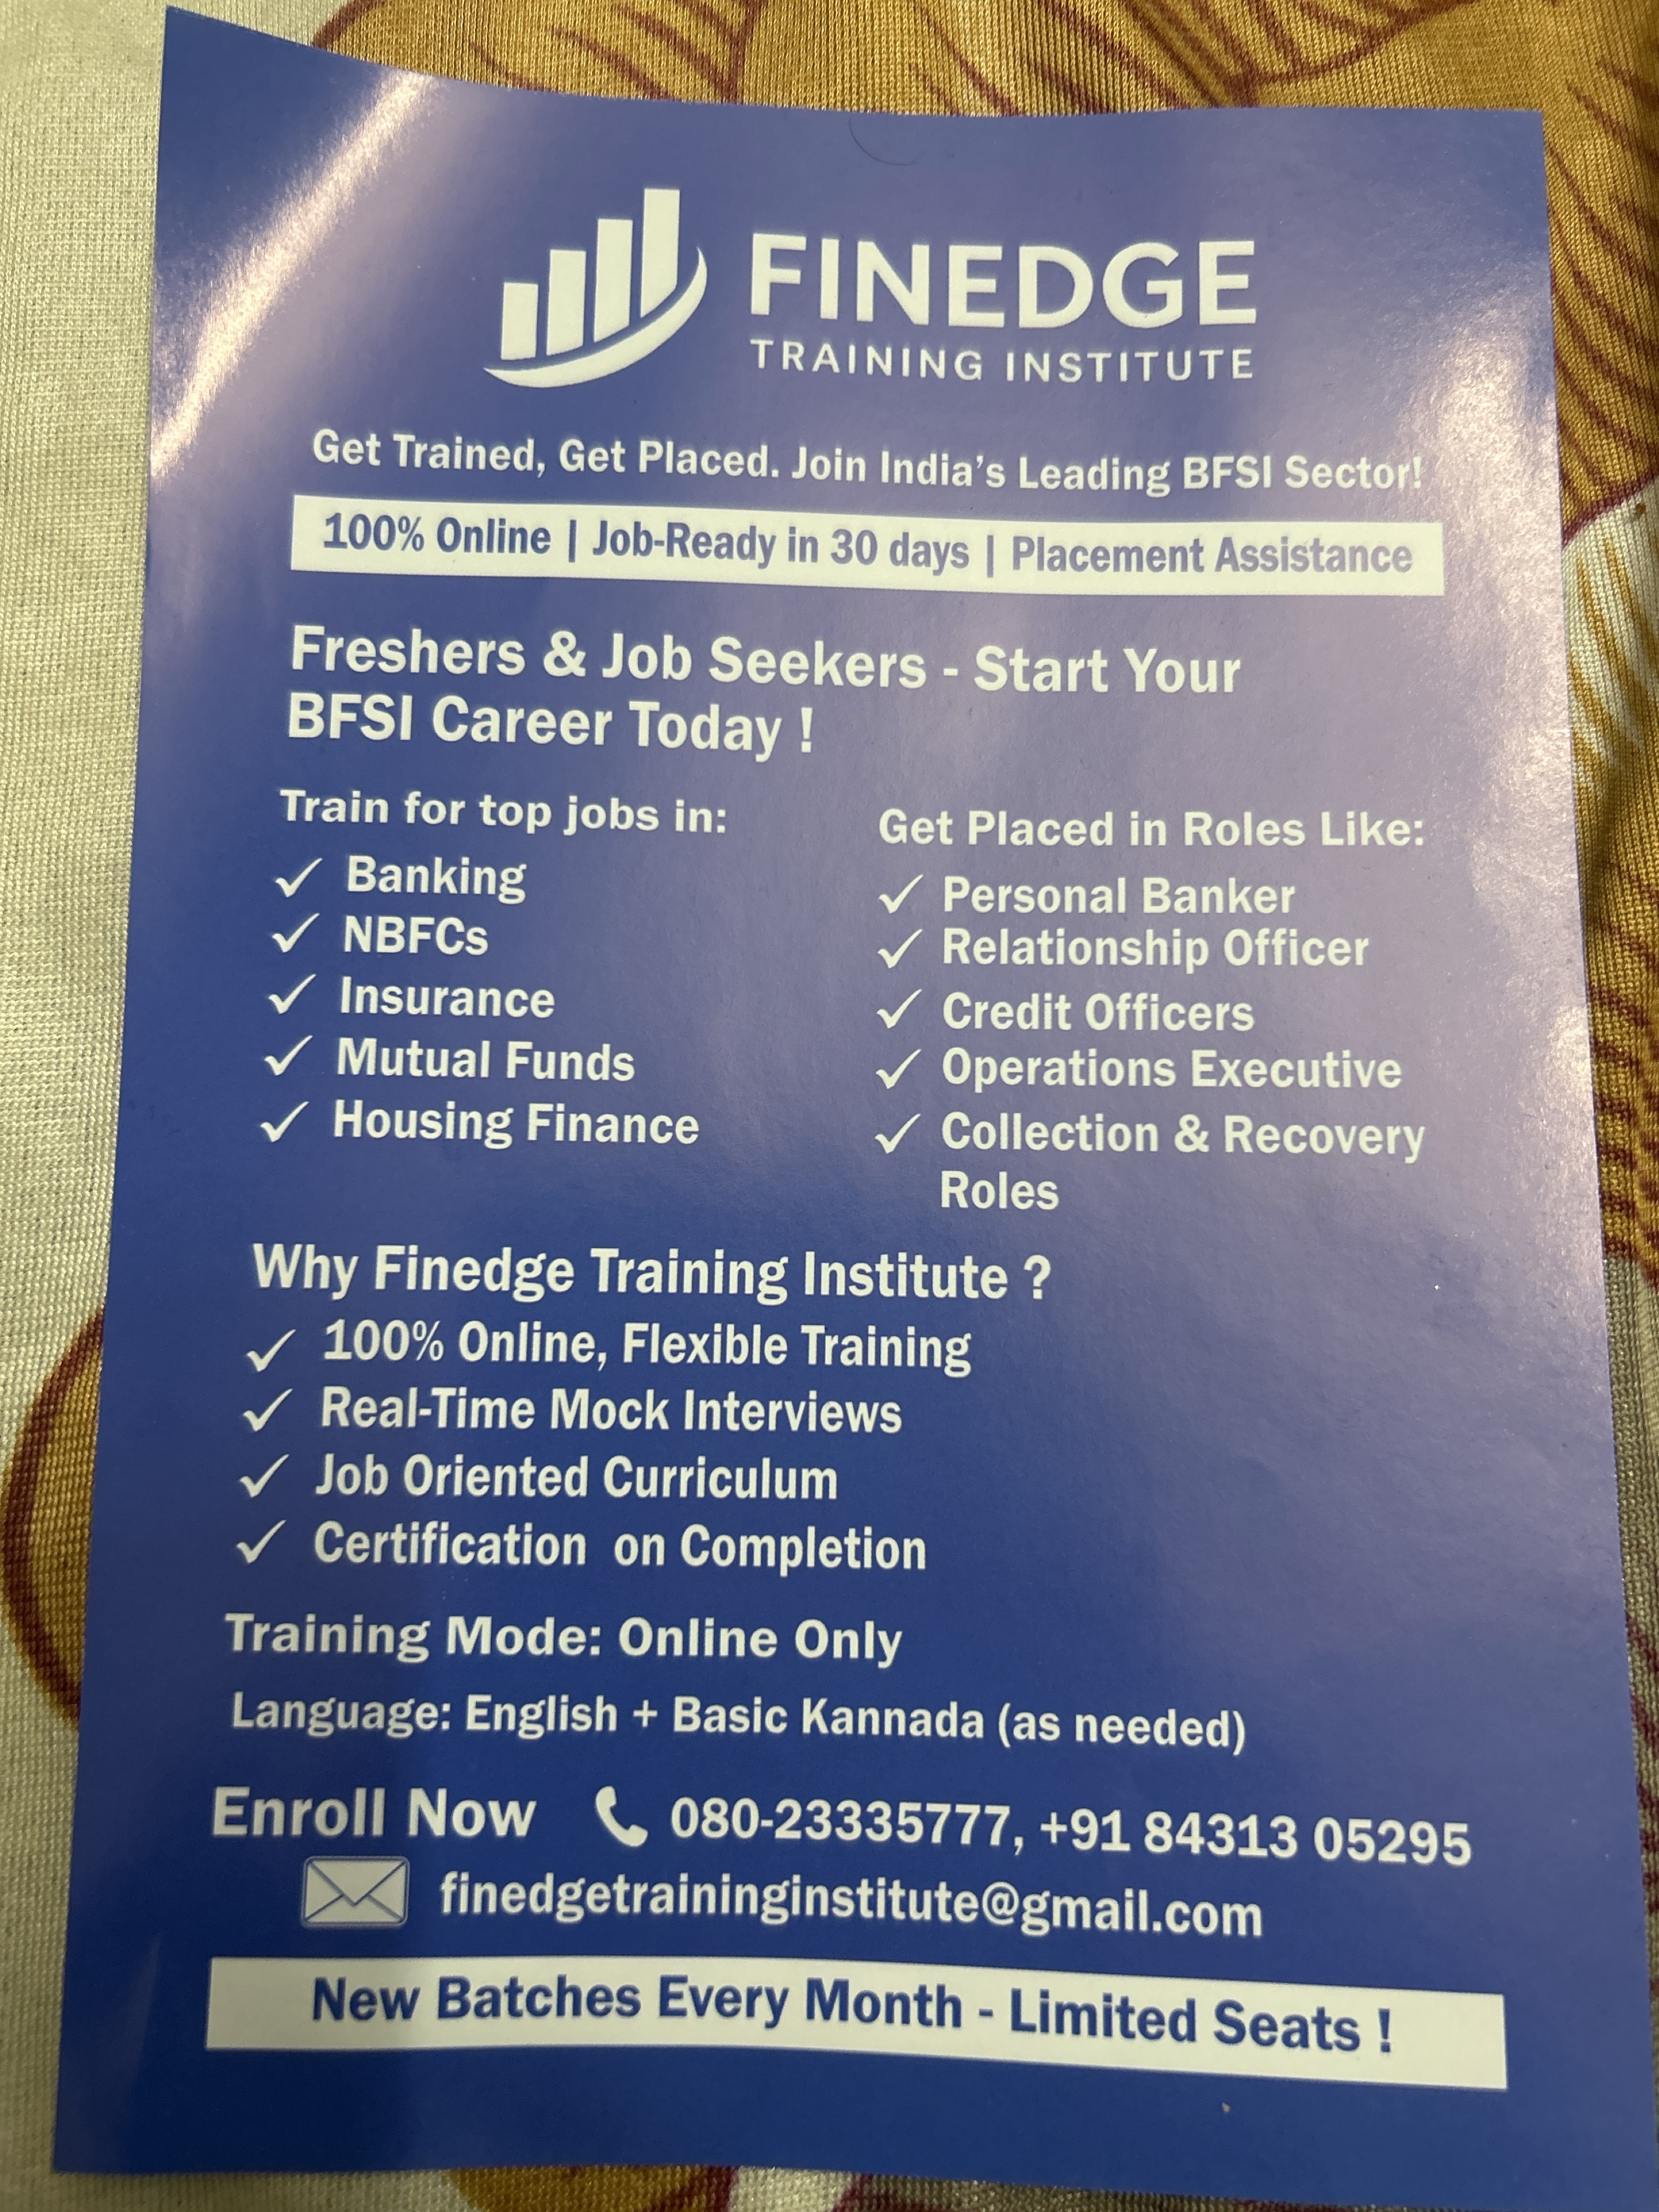 FINEDGE
TRAINING INSTITUTE
Get Trained, Get Placed. Join India's Leading BFSI Sector!
100% Online | Job-Ready in 30 days | Placement Assistance
Freshers & Job Seekers - Start Your
BFSI Career Today !
Train for top jobs in:
✓ Banking
✓ NBFCs
✓ Insurance
✓ Mutual Funds
✓ Housing Finance
Get Placed in Roles Like:
✓ Personal Banker
✓ Relationship Officer
✓ Credit Officers
✓ Operations Executive
✓ Collection & Recovery
Roles
Why Finedge Training Institute ?
✓ 100% Online, Flexible Training
✓ Real-Time Mock Interviews
✓ Job Oriented Curriculum
✓ Certification on Completion
Training Mode: Online Only
Language: English + Basic Kannada (as needed)
Enroll Now 080-23335777, +91 84313 05295
finedgetraininginstitute@gmail.com
New Batches Every Month - Limited Seats !